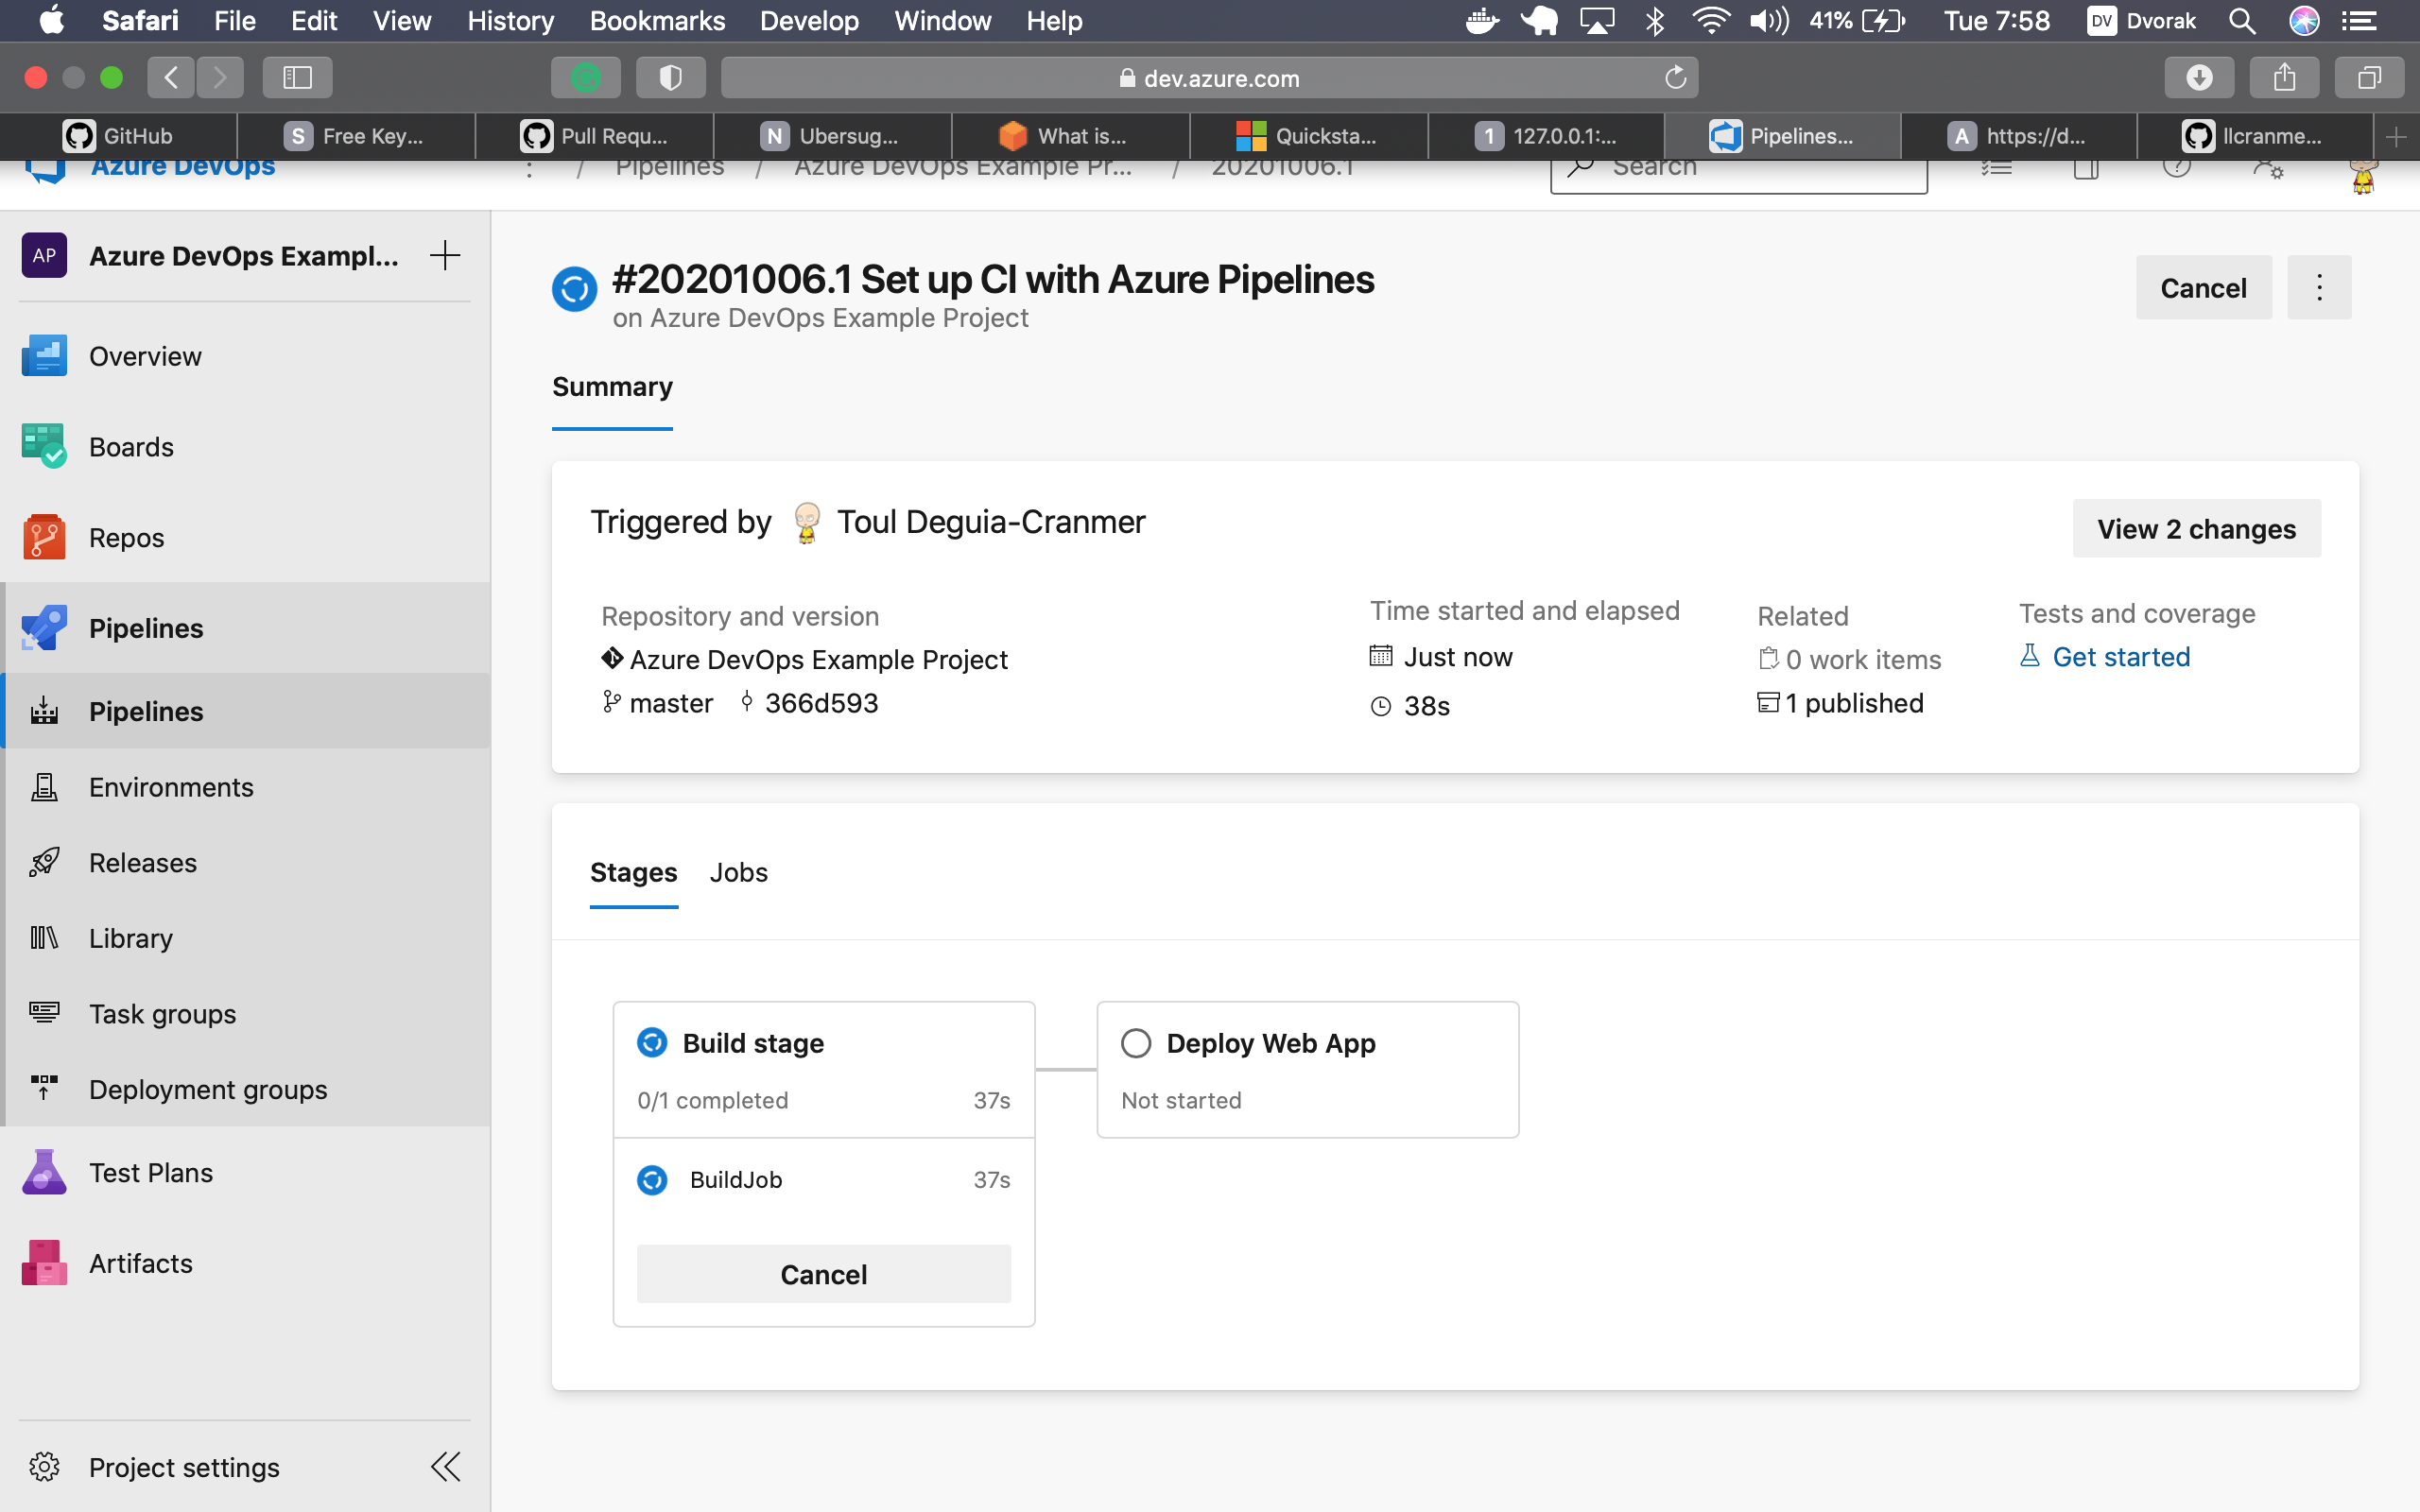 Safari File Edit View History Bookmarks Develop Window Help 41% Tue 7:58 DV Dvorak
dev.azure.com
GitHub S Free Key... Pull Requ... N Ubersug... What is... Quicksta... 1 127.0.0.1:... Pipelines... A https://d... llcranme...
Azure DevOps / Pipelines / Azure DevOps Example Pr... / 20201006.1 Search
AP Azure DevOps Exampl...
Overview
Boards
Repos
Pipelines
Pipelines
Environments
Releases
Library
Task groups
Deployment groups
Test Plans
Artifacts
Project settings
#20201006.1 Set up CI with Azure Pipelines
on Azure DevOps Example Project
Cancel
Summary
Triggered by Toul Deguia-Cranmer
View 2 changes
Repository and version
Azure DevOps Example Project
master 366d593
Time started and elapsed
Just now
38s
Related
0 work items
1 published
Tests and coverage
Get started
Stages Jobs
Build stage
0/1 completed 37s
BuildJob 37s
Cancel
Deploy Web App
Not started